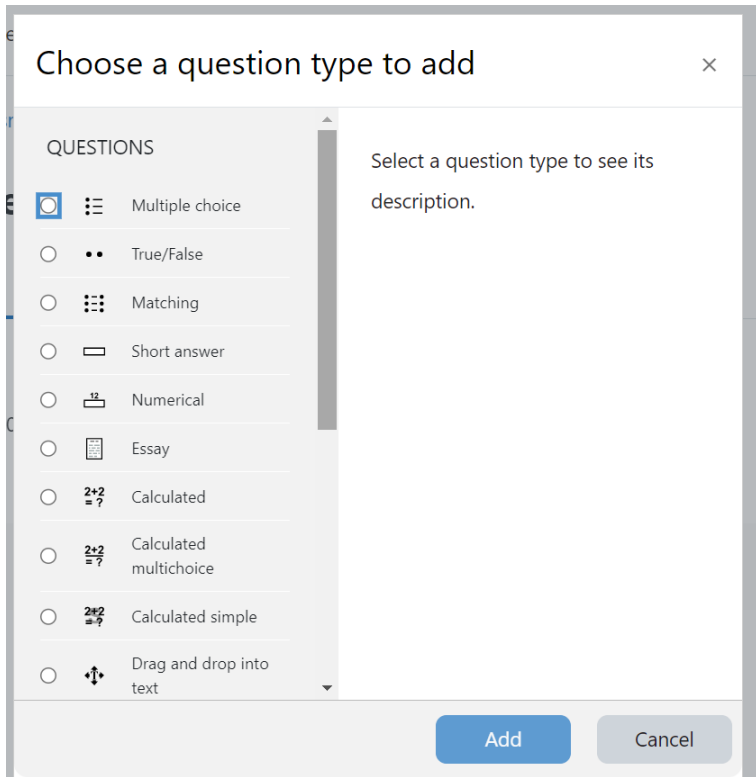 Choose a question type to add
×
QUESTIONS
Multiple choice
True/False
Matching
Short answer
12
Numerical
Essay
2+2
= ?
Calculated
2+2
= ?
Calculated
multichoice
2+2
= ?
Calculated simple
Drag and drop into
text
Select a question type to see its
description.
Add
Cancel